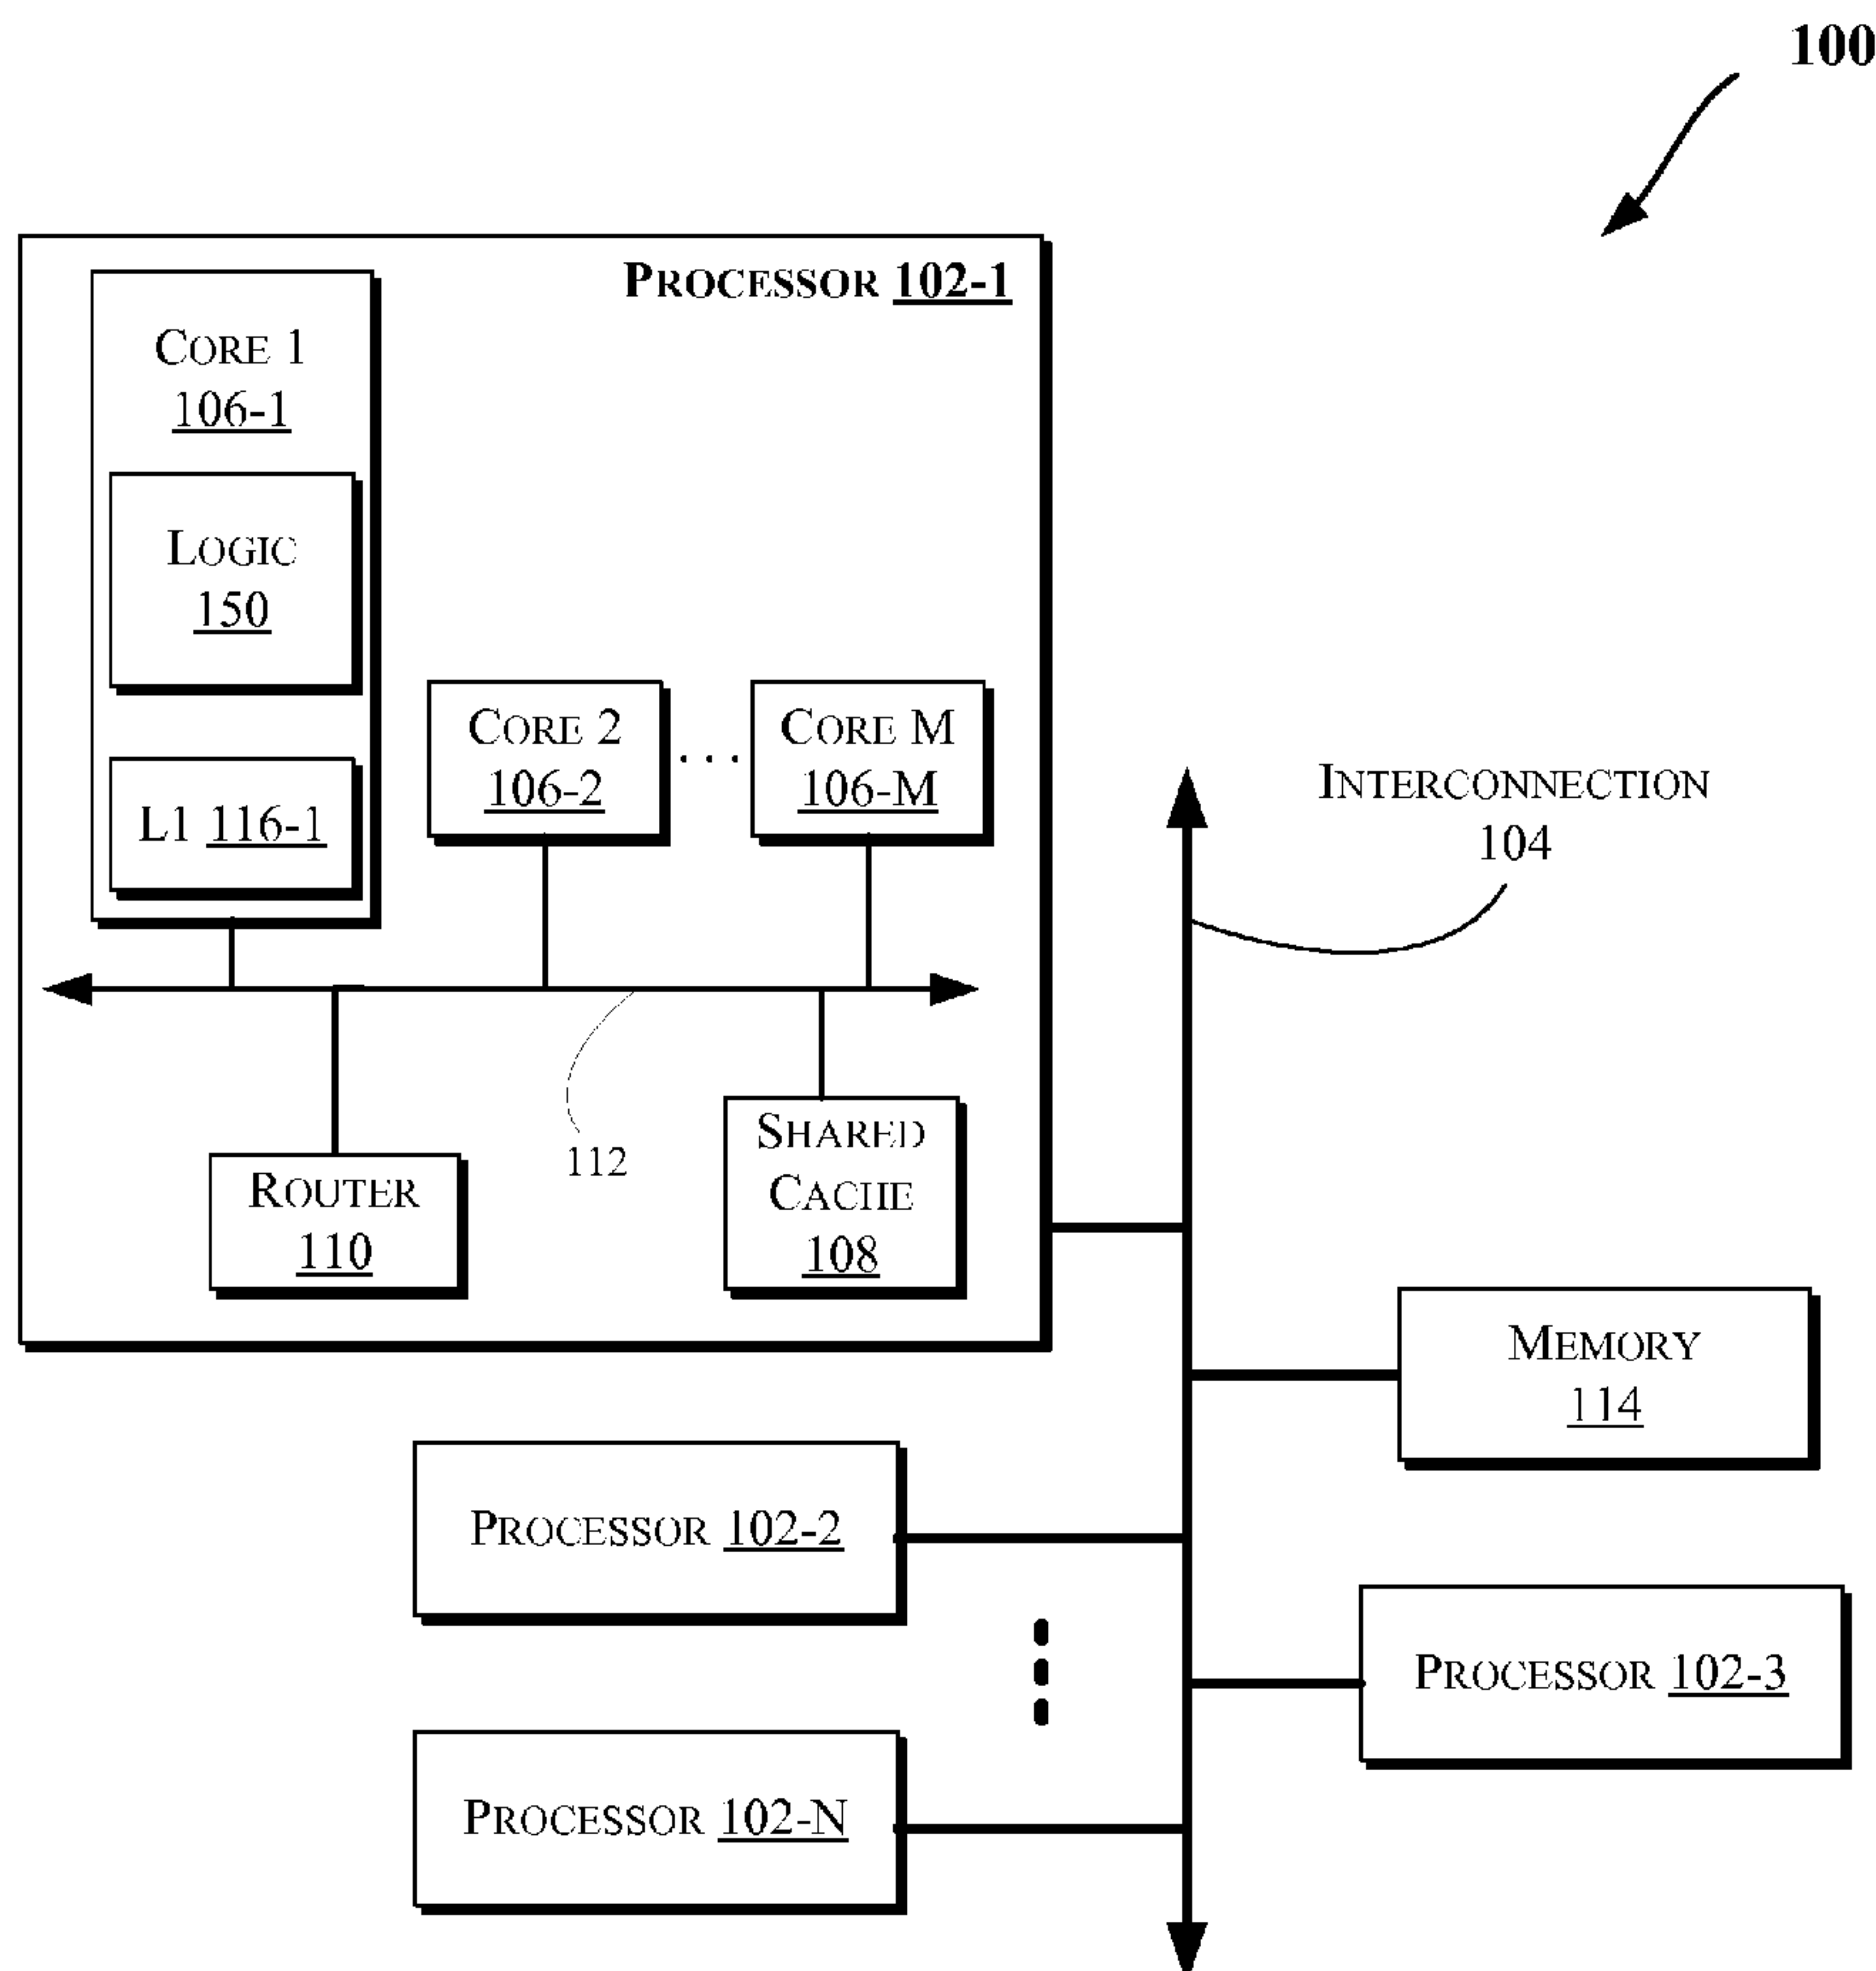 100
PROCESSOR 102-1
CORE 1
106-1
LOGIC
150
L1 116-1
CORE 2
106-2
. . .
CORE M
106-M
INTERCONNECTION
104
112
ROUTER
110
SHARED
CACHE
108
MEMORY
114
PROCESSOR 102-2
PROCESSOR 102-3
PROCESSOR 102-N